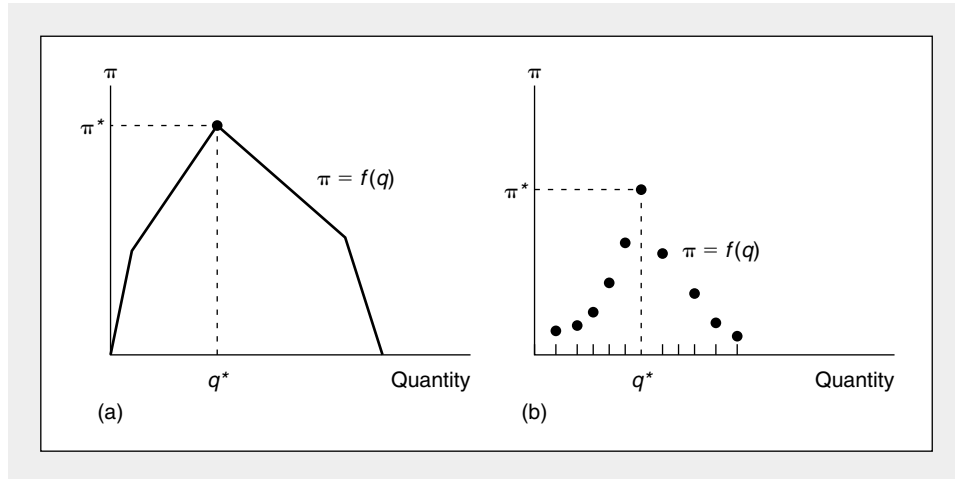 π
π*
π = f(q)
q*
Quantity
(a)
π
π*
π = f(q)
q*
Quantity
(b)